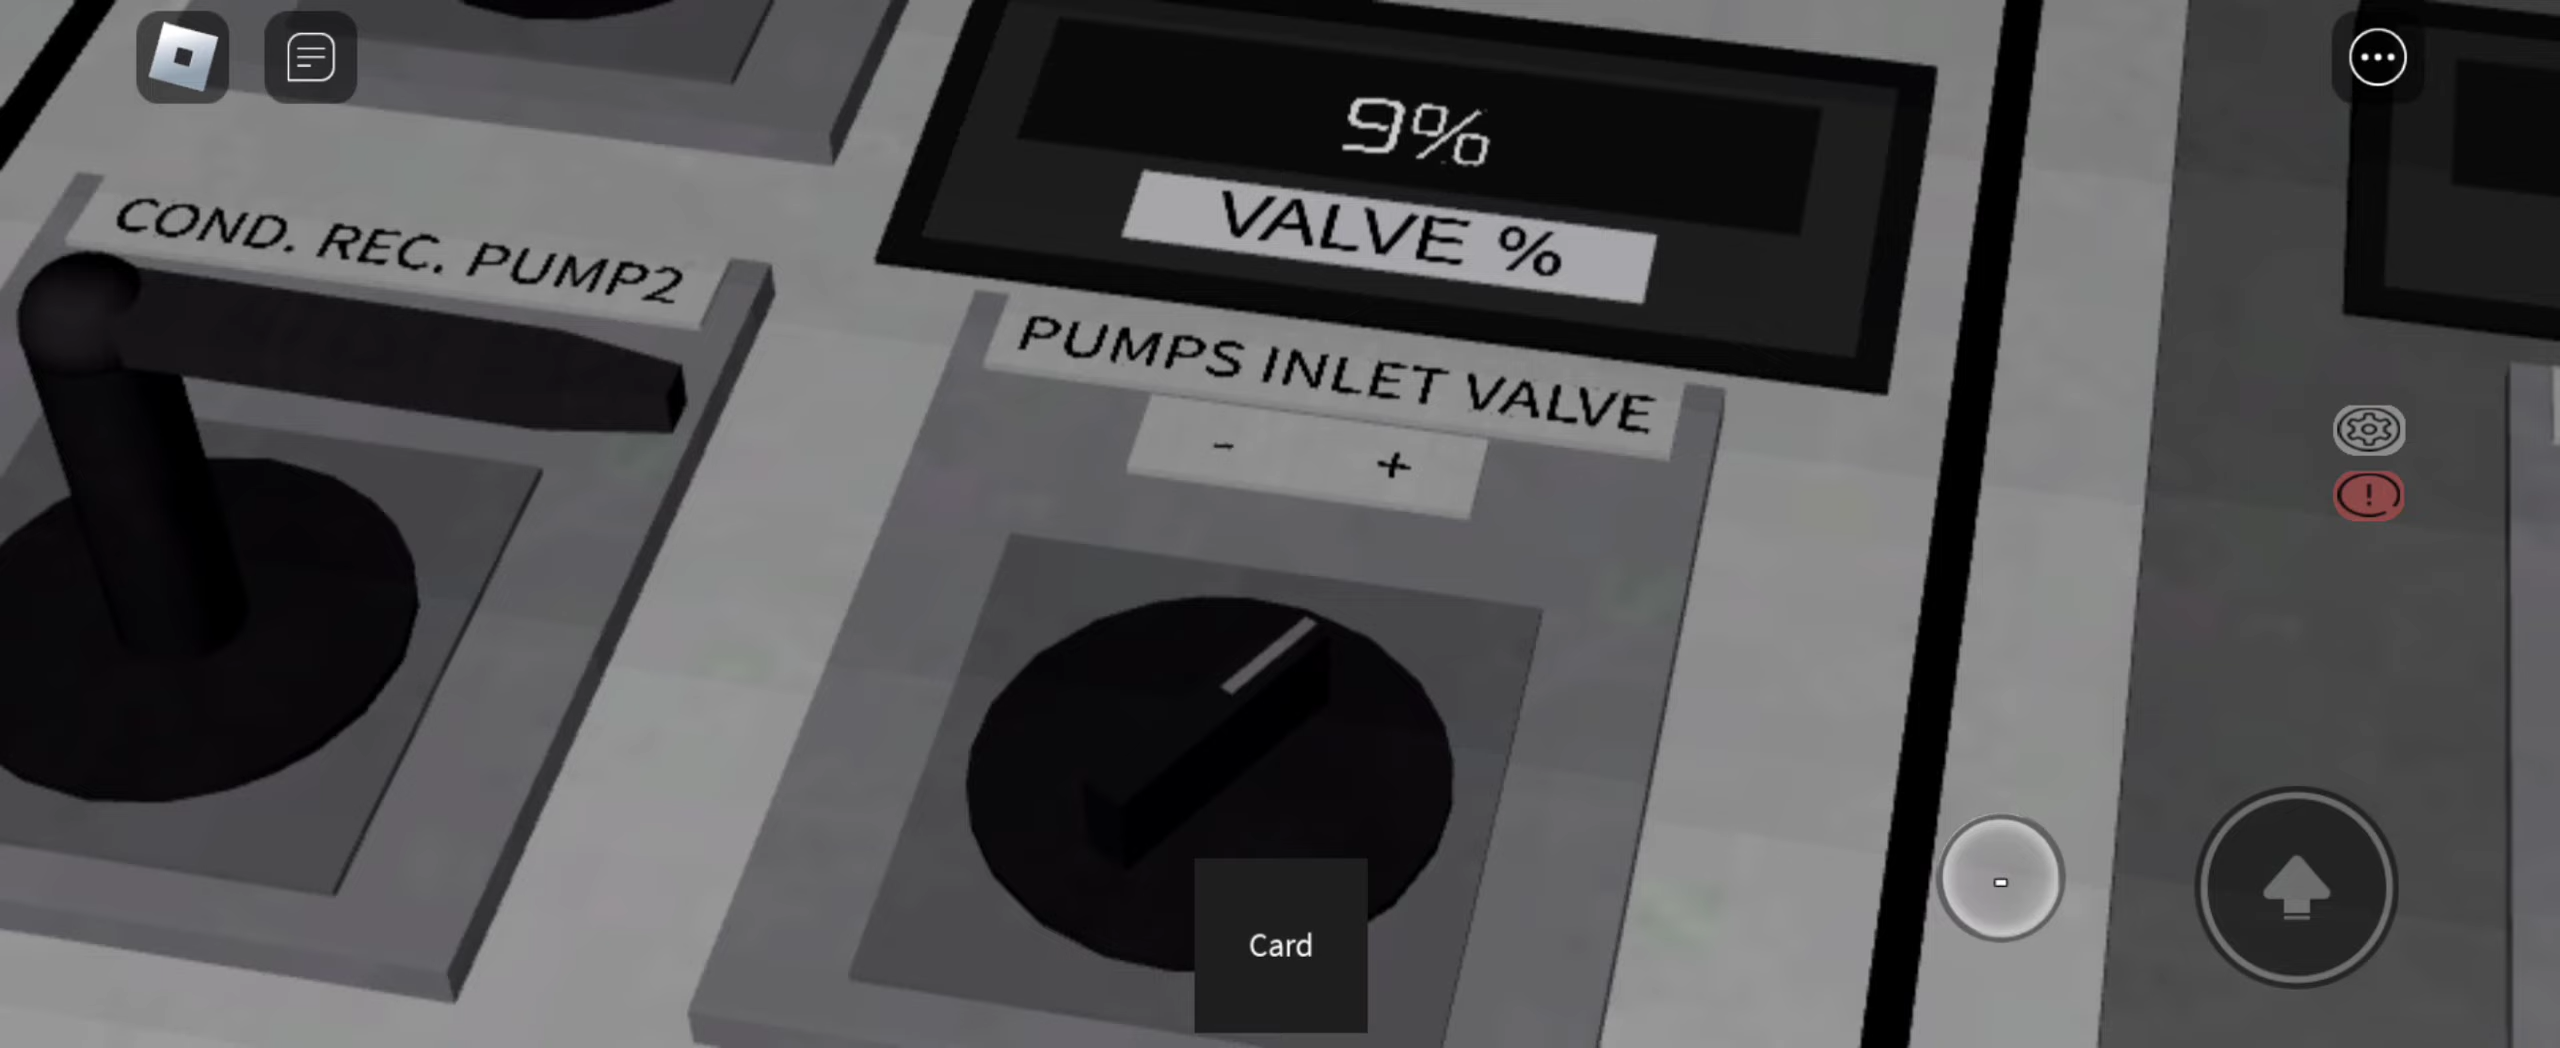 9%
VALVE %
COND. REC. PUMP2
PUMPS INLET VALVE
- +
Card